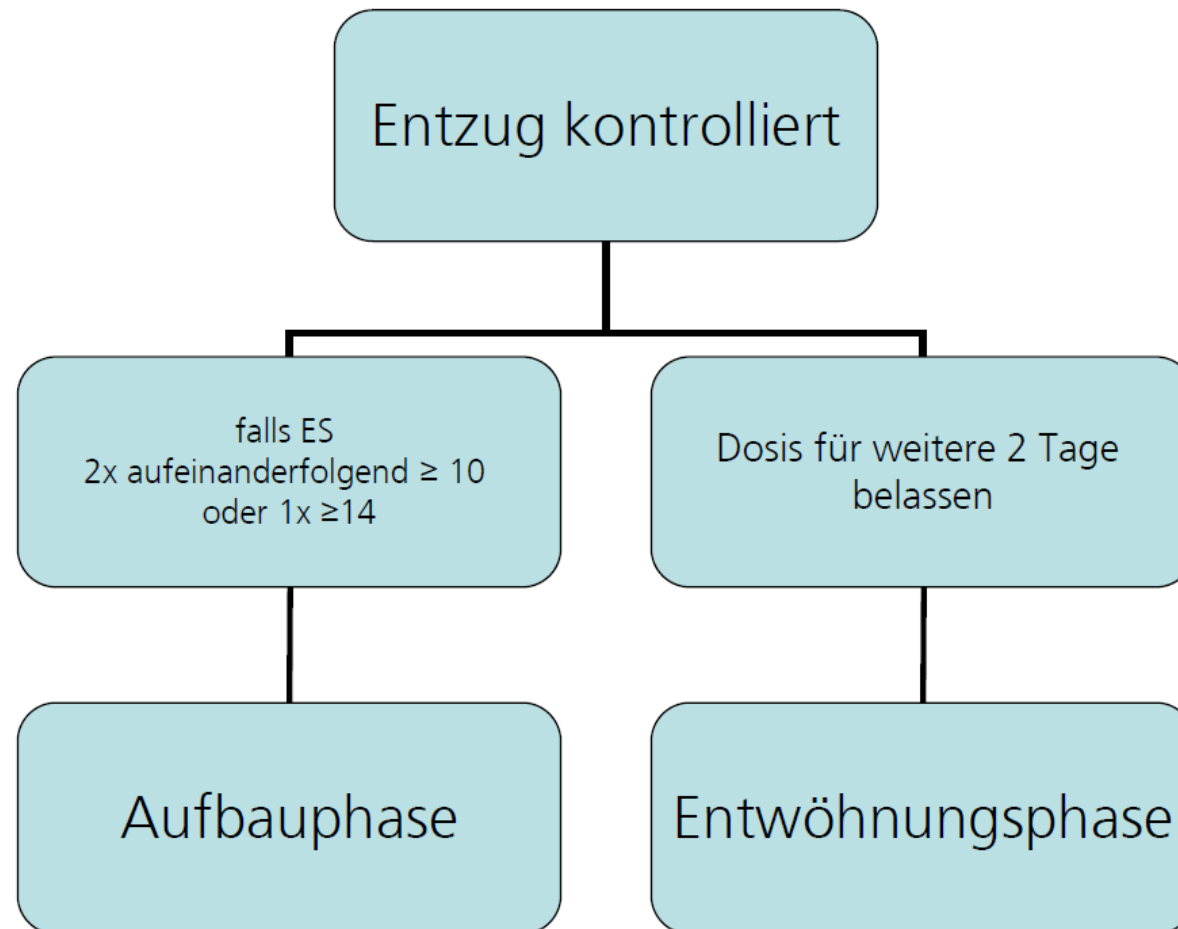 Entzug kontrolliert
falls ES
2x aufeinanderfolgend ≥ 10
oder 1x ≥14
Dosis für weitere 2 Tage
belassen
Aufbauphase
Entwöhnungsphase